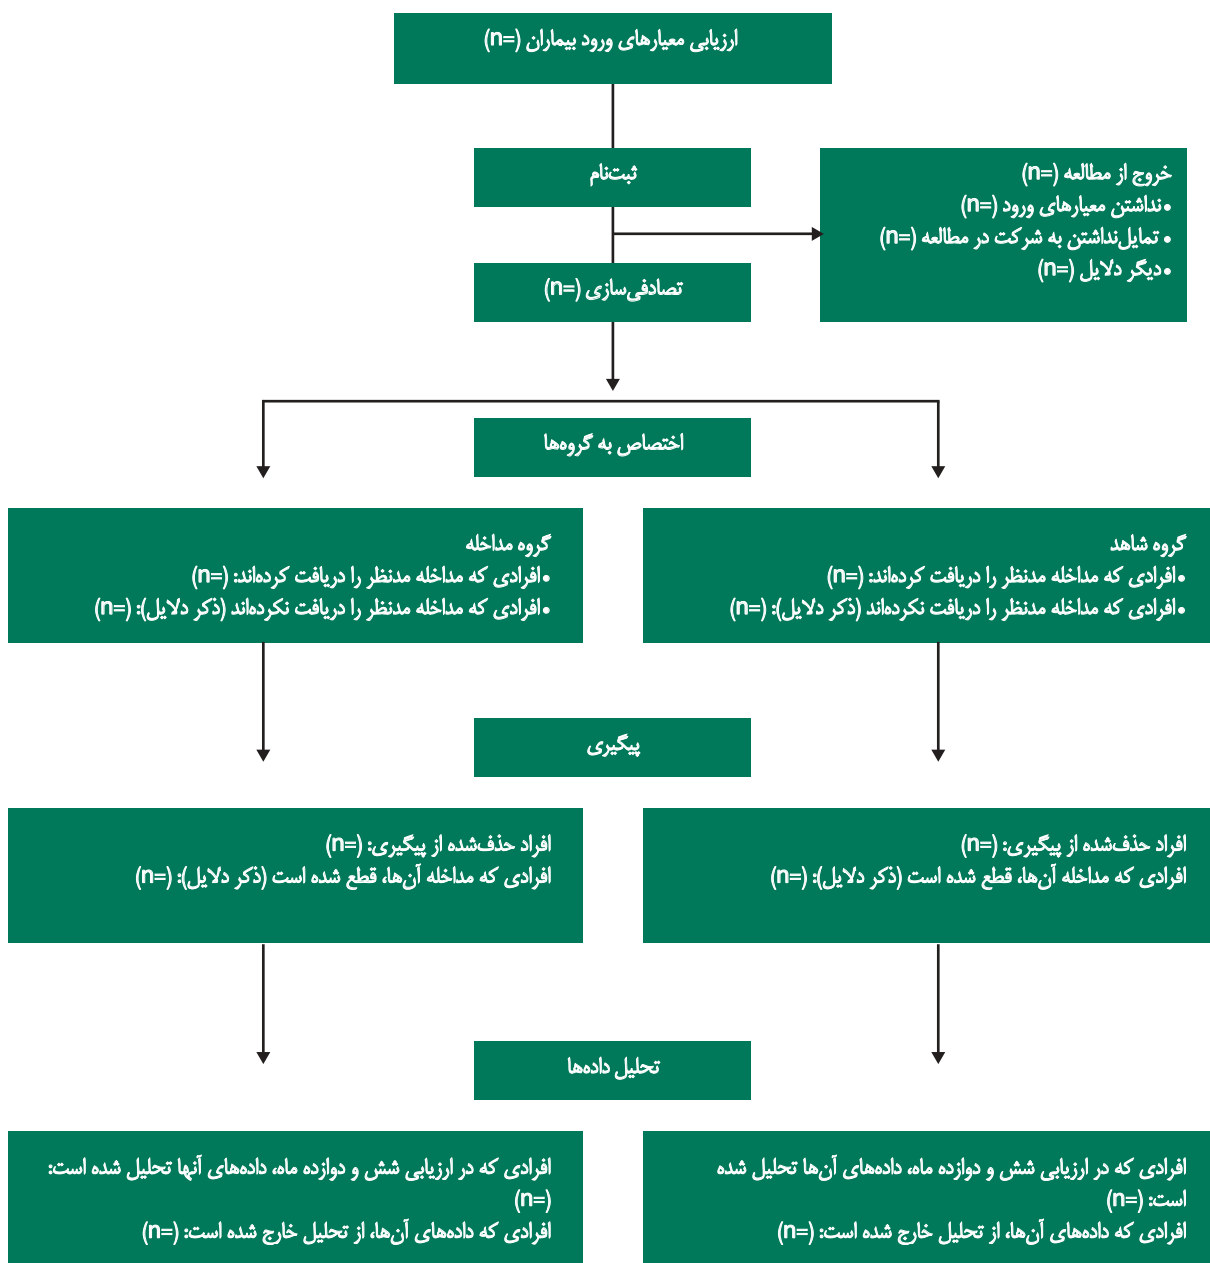 ارزیابی معیارهای ورود بیماران (n=)
ثبت‌نام
خروج از مطالعه (n=)
•نداشتن معیارهای ورود (n=)
• تمایل‌نداشتن به شرکت در مطالعه (n=)
•دیگر دلایل (n=)
تصادفی‌سازی (n=)
اختصاص به گروه‌ها
گروه شاهد
•افرادی که مداخله مدنظر را دریافت کرده‌اند: (n=)
•افرادی که مداخله مدنظر را دریافت نکرده‌اند (ذکر دلایل): (n=)
گروه مداخله
•افرادی که مداخله مدنظر را دریافت کرده‌اند: (n=)
•افرادی که مداخله مدنظر را دریافت نکرده‌اند (ذکر دلایل): (n=)
پیگیری
افراد حذف‌شده از پیگیری: (n=)
افرادی که مداخله آن‌ها، قطع شده است (ذکر دلایل): (n=)
افراد حذف‌شده از پیگیری: (n=)
افرادی که مداخله آن‌ها، قطع شده است (ذکر دلایل): (n=)
تحلیل داده‌ها
افرادی که در ارزیابی شش و دوازده ماه، داده‌های آن‌ها تحلیل شده
است: (n=)
افرادی که داده‌های آن‌ها، از تحلیل خارج شده است: (n=)
افرادی که در ارزیابی شش و دوازده ماه، داده‌های آنها تحلیل شده است:
(n=)
افرادی که داده‌های آن‌ها، از تحلیل خارج شده است: (n=)